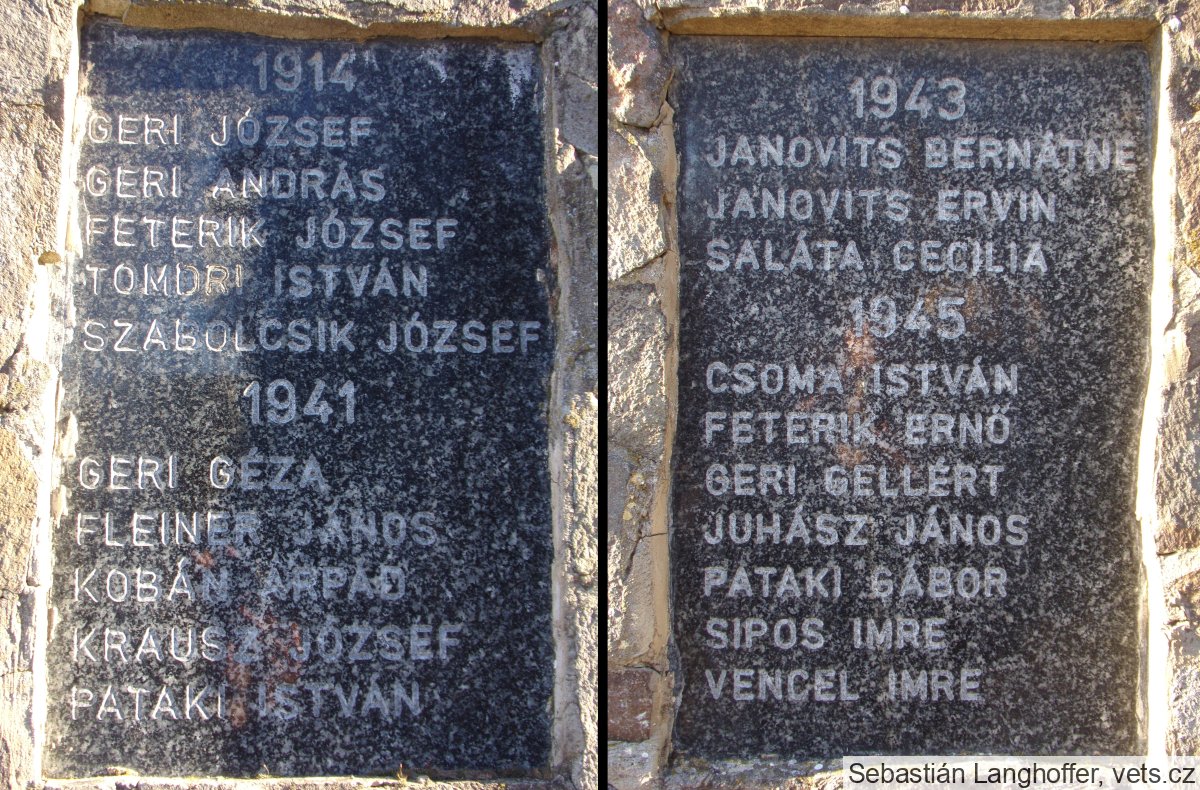 1914
GERI JÓZSEF
GERI ANDRÁS
FETERIK JÓZSEF
TOMORI ISTVÁN
SZABOLCSIK JÓZSEF
1941
GERI GÉZA
FLEINER JÁNOS
KOBÁN ÁRPÁD
KRAUSZ JÓZSEF
PATAKI ISTVÁN
1943
JANOVITS BERNÁTNE
JANOVITS ERVIN
SALÁTA CECILIA
1945
CSOMA ISTVÁN
FETERIK ERNŐ
GERI GELLÉRT
JUHÁSZ JÁNOS
PATAKI GÁBOR
SIPOS IMRE
VENCEL IMRE
Sebastián Langhoffer, vets.cz